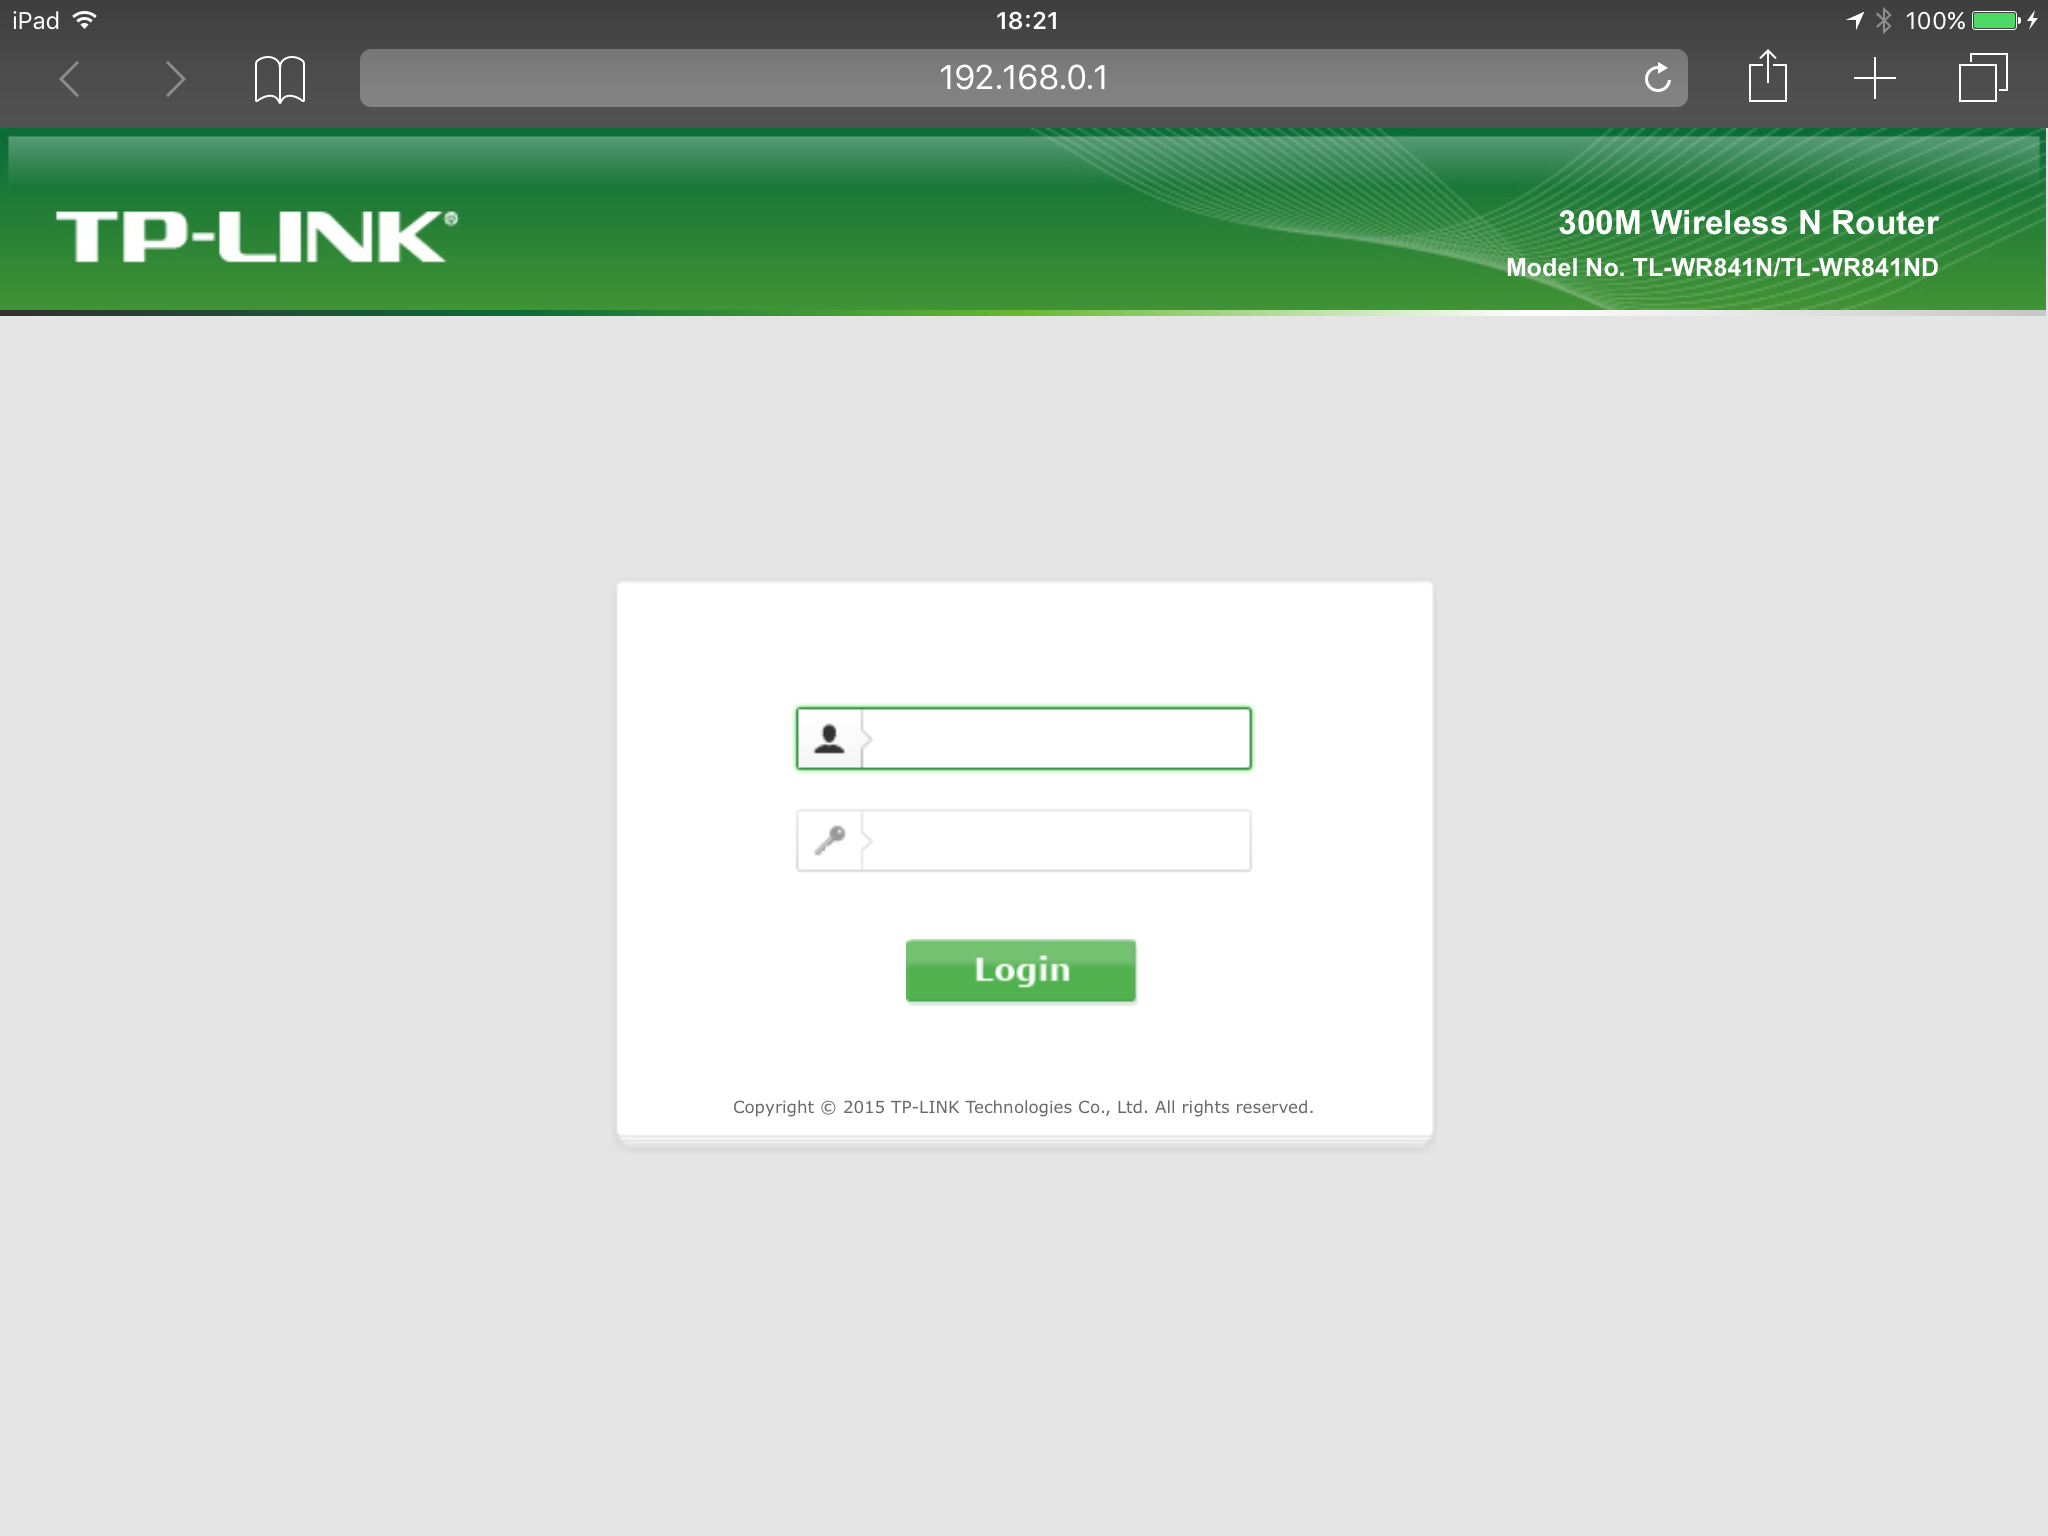 iPad 18:21 100%
192.168.0.1
TP-LINK®
300M Wireless N Router
Model No. TL-WR841N/TL-WR841ND
Login
Copyright © 2015 TP-LINK Technologies Co., Ltd. All rights reserved.